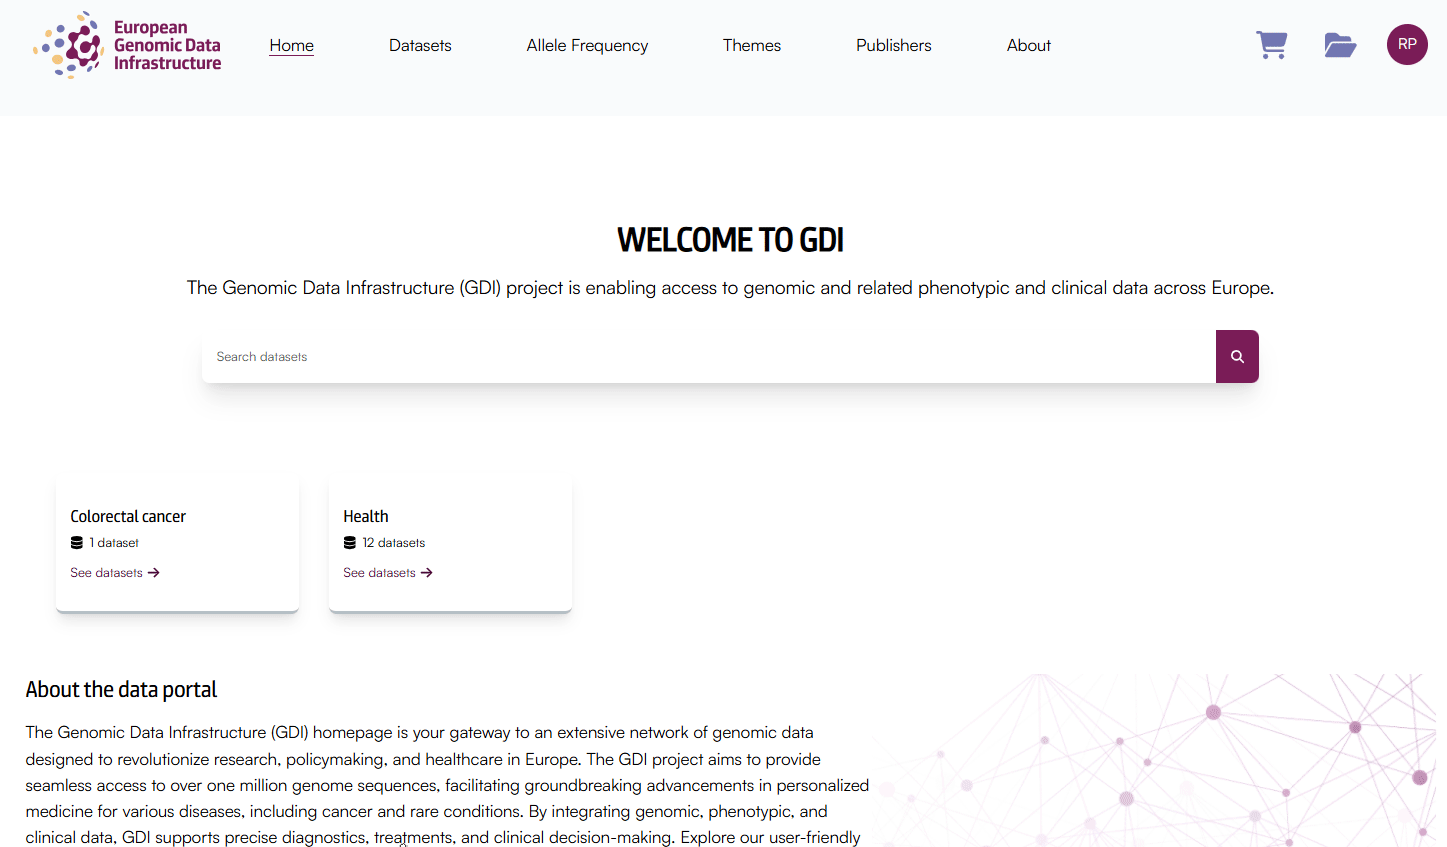 European
Genomic Data
Infrastructure
Home
Datasets
Allele Frequency
Themes
Publishers
About
RP
WELCOME TO GDI
The Genomic Data Infrastructure (GDI) project is enabling access to genomic and related phenotypic and clinical data across Europe.
Search datasets
Colorectal cancer
1 dataset
See datasets
Health
12 datasets
See datasets
About the data portal
The Genomic Data Infrastructure (GDI) homepage is your gateway to an extensive network of genomic data
designed to revolutionize research, policymaking, and healthcare in Europe. The GDI project aims to provide
seamless access to over one million genome sequences, facilitating groundbreaking advancements in personalized
medicine for various diseases, including cancer and rare conditions. By integrating genomic, phenotypic, and
clinical data, GDI supports precise diagnostics, treatments, and clinical decision-making. Explore our user-friendly